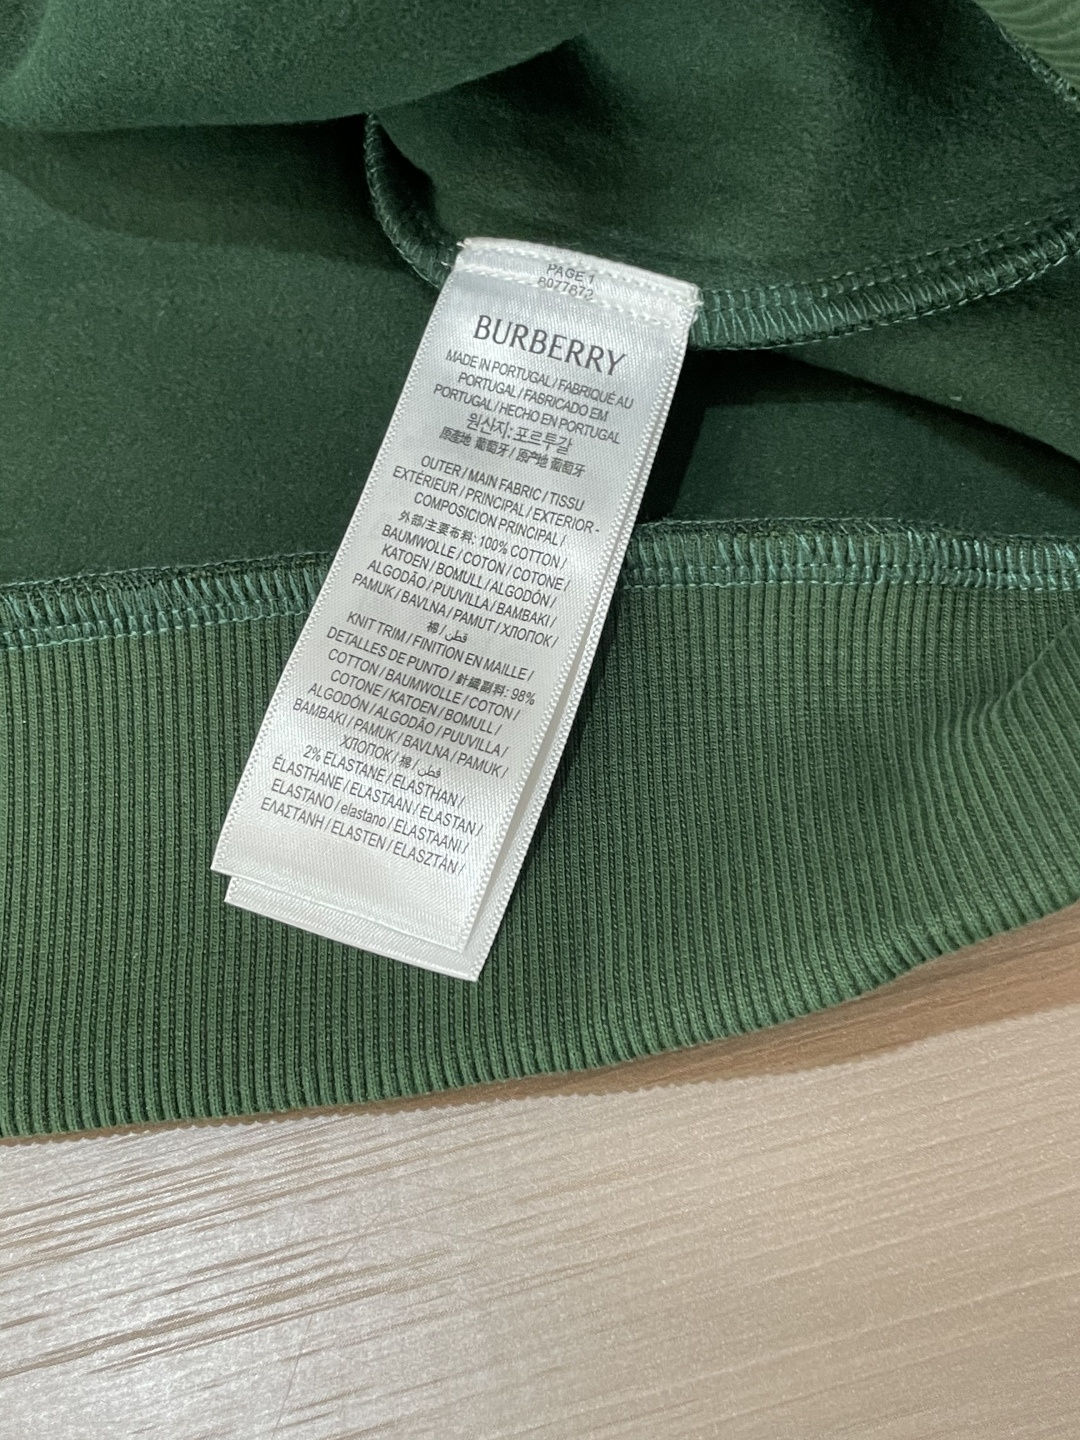 PAGE 1
8077872
BURBERRY
MADE IN PORTUGAL / FABRIQUÉ AU
PORTUGAL / FABRICADO EM
PORTUGAL / HECHO EN PORTUGAL
원산지: 포르투갈
原產地 葡萄牙 / 原产地 葡萄牙
OUTER / MAIN FABRIC / TISSU
EXTÉRIEUR / PRINCIPAL / EXTERIOR -
COMPOSICION PRINCIPAL /
外部/主要布料: 100% COTTON /
BAUMWOLLE / COTON / COTONE /
KATOEN / BOMULL / ALGODÓN /
ALGODÃO / PUUVILLA / BAMBAKI /
PAMUK / BAVLNA / PAMUT / ХЛОПОК /
棉 / قطن
KNIT TRIM / FINITION EN MAILLE /
DETALLES DE PUNTO / 針織副料: 98%
COTTON / BAUMWOLLE / COTON /
COTONE / KATOEN / BOMULL /
ALGODÓN / ALGODÃO / PUUVILLA /
BAMBAKI / PAMUK / BAVLNA / PAMUK /
ХЛОПОК / 棉 / قطن
2% ELASTANE / ELASTHAN /
ÉLASTHANE / ELASTAAN / ELASTAN /
ELASTANO / elastano / ELASTAANI /
ΕΛΑΣΤΑΝΗ / ELASTEN / ELASZTÁN /